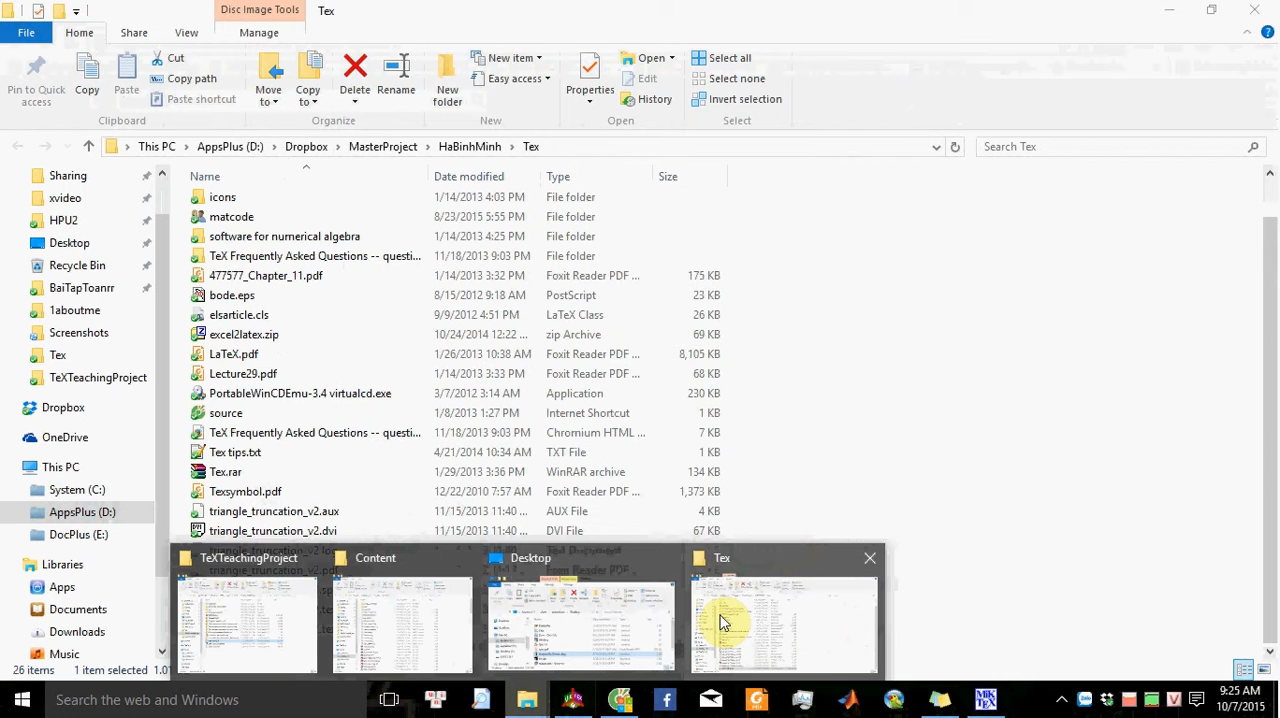 Disc Image Tools
Tex
File
Home
Share
View
Manage
Pin to Quick access
Copy
Paste
Cut
Copy path
Paste shortcut
Clipboard
Move to
Copy to
Delete
Rename
Organize
New folder
New item
Easy access
New
Properties
Open
Edit
History
Open
Select all
Select none
Invert selection
Select
This PC
AppsPlus (D:)
Dropbox
MasterProject
HaBinhMinh
Tex
Search Tex
Sharing
xvideo
HPU2
Desktop
Recycle Bin
BaiTapToanrr
1aboutme
Screenshots
Tex
TeXTeachingProject
Dropbox
OneDrive
This PC
System (C:)
AppsPlus (D:)
DocPlus (E:)
Libraries
Apps
Documents
Downloads
Name Date modified Type Size
icons 1/14/2013 4:03 PM File folder
matcode 8/23/2015 5:55 PM File folder
software for numerical algebra 1/14/2013 4:25 PM File folder
TeX Frequently Asked Questions -- questi... 11/18/2013 9:03 PM File folder
477577_Chapter_11.pdf 1/14/2013 3:32 PM Foxit Reader PDF ... 175 KB
bode.eps 8/15/2012 9:18 AM PostScript 23 KB
elsarticle.cls 9/9/2012 4:51 PM LaTeX Class 26 KB
excel2latex.zip 10/24/2014 12:22 ... zip Archive 69 KB
LaTeX.pdf 1/26/2013 10:38 AM Foxit Reader PDF ... 8,105 KB
Lecture29.pdf 1/14/2013 3:33 PM Foxit Reader PDF ... 68 KB
PortableWinCDEmu-3.4 virtualcd.exe 3/7/2012 3:14 AM Application 230 KB
source 1/8/2013 1:27 PM Internet Shortcut 1 KB
TeX Frequently Asked Questions -- questi... 11/18/2013 9:03 PM Chromium HTML ... 7 KB
Tex tips.txt 4/21/2014 10:34 AM TXT File 1 KB
Tex.rar 1/29/2013 3:36 PM WinRAR archive 134 KB
Texsymbol.pdf 12/22/2010 7:57 AM Foxit Reader PDF ... 1,373 KB
triangle_truncation_v2.aux 11/15/2013 11:40 ... AUX File 4 KB
triangle_truncation_v2.dvi 11/15/2013 11:40 ... DVI File 67 KB
TeXTeachingProject
Content
Desktop
Tex
Search the web and Windows
9:25 AM
10/7/2015